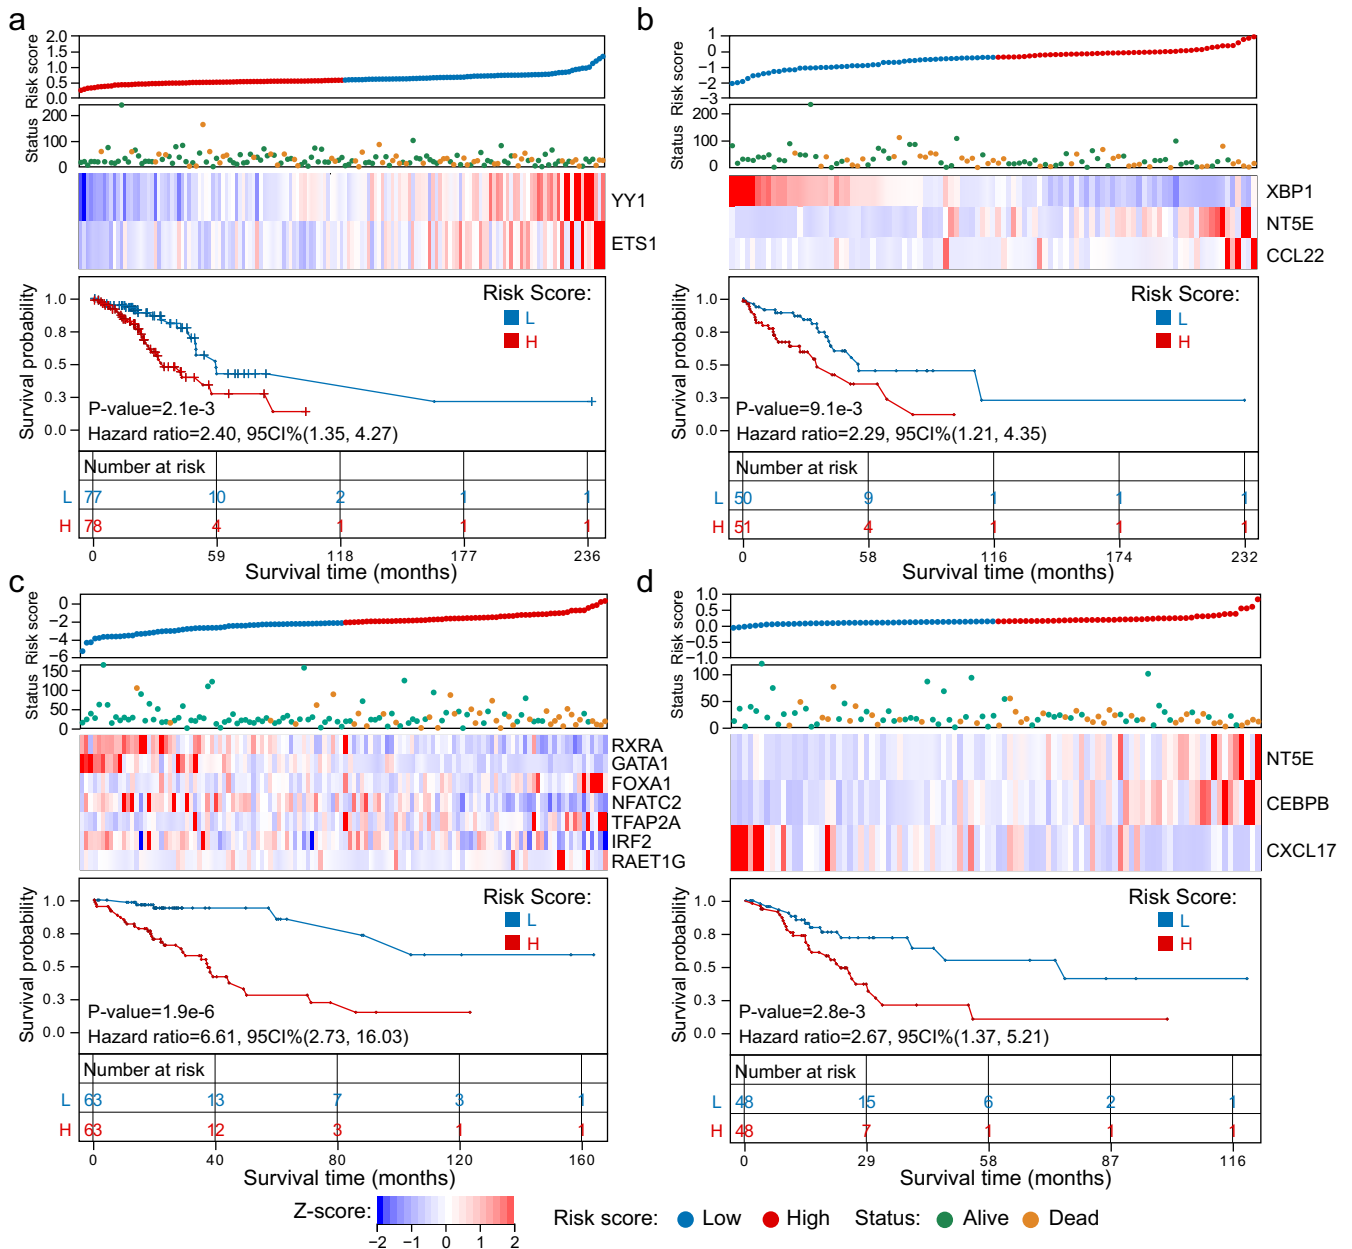 a
Risk score
2.0
1.5
1.0
0.5
0.0
Status
200
100
0
YY1
ETS1
Survival probability
1.0
0.8
0.5
0.3
0.0
Risk Score:
L
H
P-value=2.1e-3
Hazard ratio=2.40, 95CI%(1.35, 4.27)
Number at risk
L 77 10 2 1 1
H 78 4 1 1 1
0 59 118 177 236
Survival time (months)
b
Risk score
1
0
−1
−2
−3
Status
200
100
0
XBP1
NT5E
CCL22
Survival probability
1.0
0.8
0.5
0.3
0.0
Risk Score:
L
H
P-value=9.1e-3
Hazard ratio=2.29, 95CI%(1.21, 4.35)
Number at risk
L 50 9 1 1 1
H 51 4 1 1 1
0 58 116 174 232
Survival time (months)
c
Risk score
0
−2
−4
−6
Status
150
100
50
0
RXRA
GATA1
FOXA1
NFATC2
TFAP2A
IRF2
RAET1G
Survival probability
1.0
0.8
0.5
0.3
0.0
Risk Score:
L
H
P-value=1.9e-6
Hazard ratio=6.61, 95CI%(2.73, 16.03)
Number at risk
L 63 13 7 3 1
H 63 12 3 1 1
0 40 80 120 160
Survival time (months)
d
Risk score
1.0
0.5
0.0
−0.5
−1.0
Status
100
50
0
NT5E
CEBPB
CXCL17
Survival probability
1.0
0.8
0.5
0.3
0.0
Risk Score:
L
H
P-value=2.8e-3
Hazard ratio=2.67, 95CI%(1.37, 5.21)
Number at risk
L 48 15 6 2 1
H 48 7 1 1 1
0 29 58 87 116
Survival time (months)
Z-score:
−2 −1 0 1 2
Risk score: Low High Status: Alive Dead